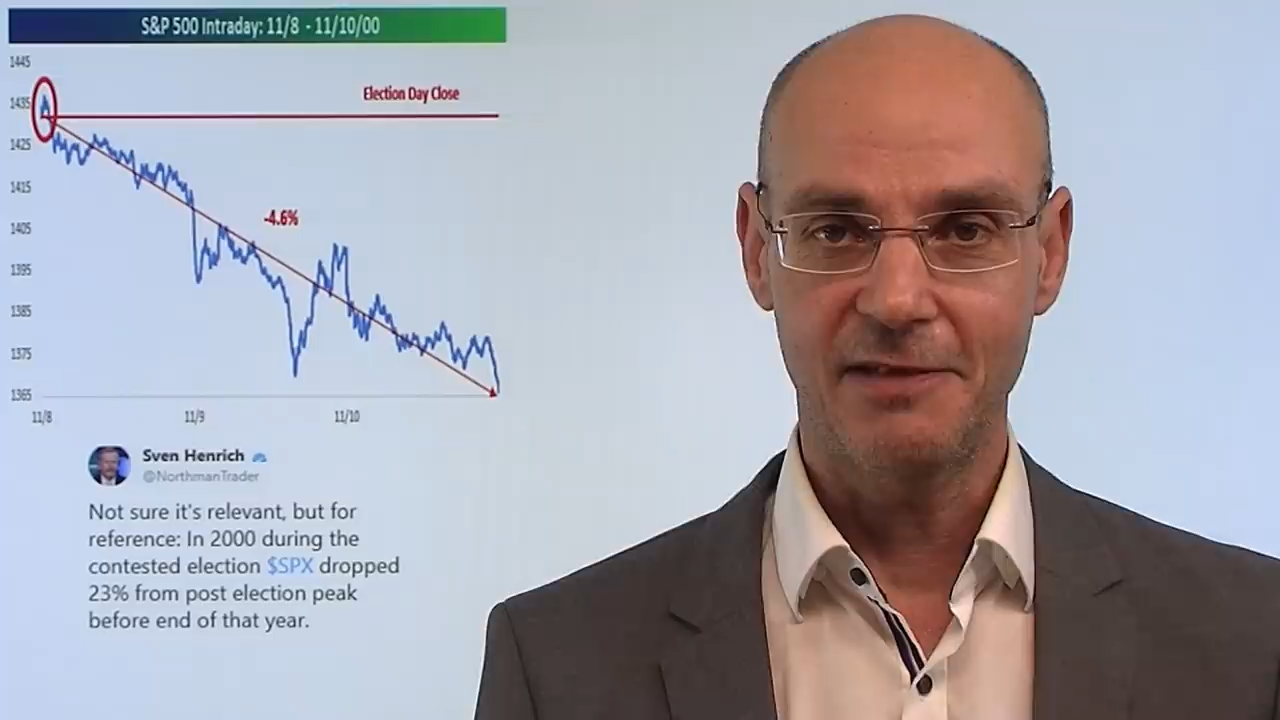 S&P 500 Intraday: 11/8 - 11/10/00
1445
1435
1425
1415
1405
1395
1385
1375
1365
Election Day Close
-4.6%
11/8 11/9 11/10
Sven Henrich
@NorthmanTrader
Not sure it's relevant, but for
reference: In 2000 during the
contested election $SPX dropped
23% from post election peak
before end of that year.